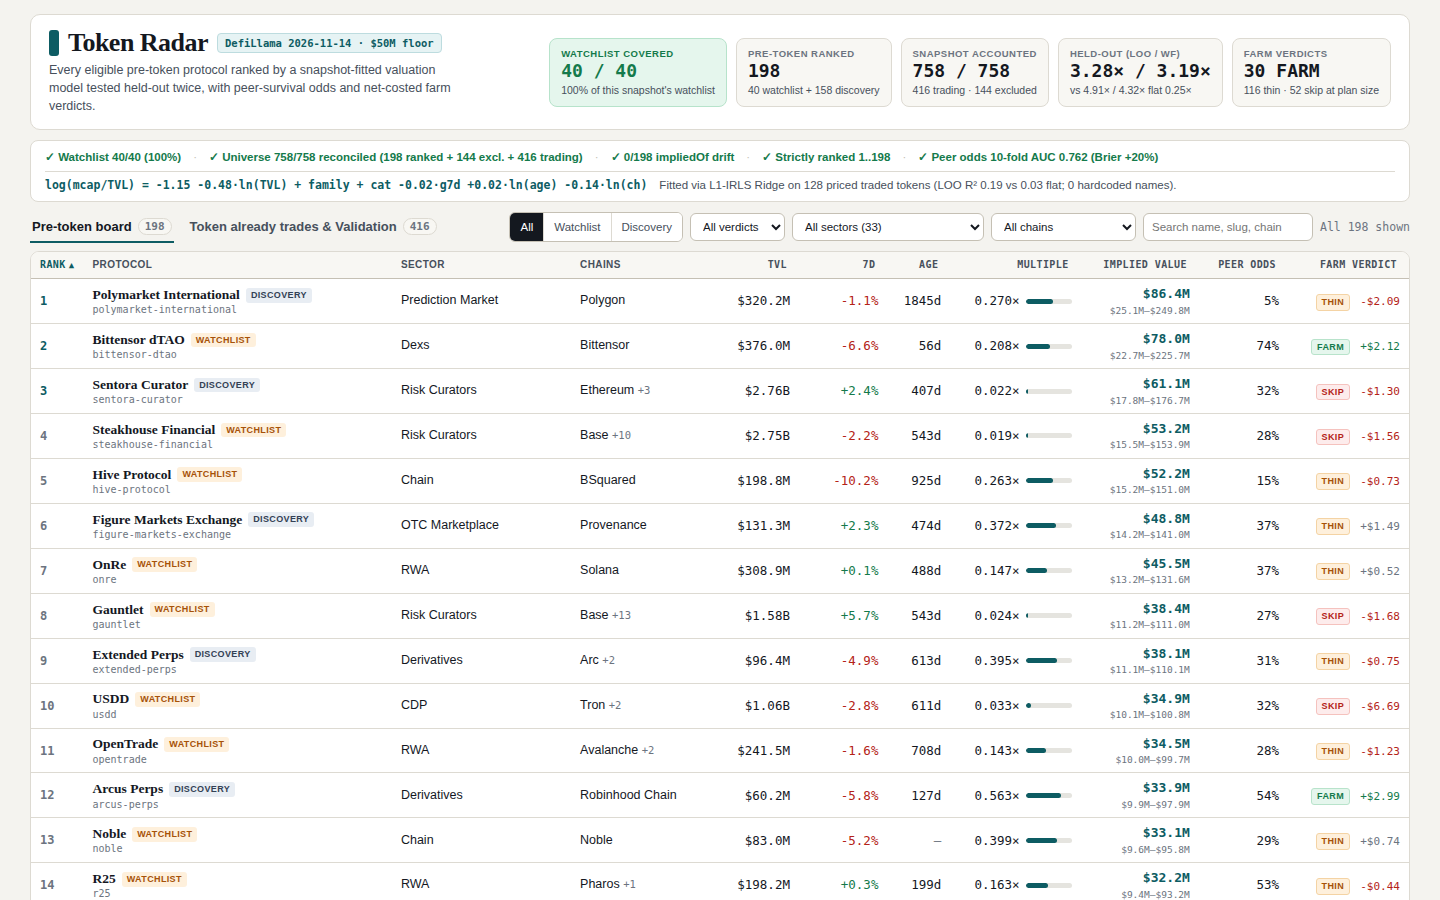 Token Radar DefiLlama 2026-11-14 · $50M floor
Every eligible pre-token protocol ranked by a snapshot-fitted valuation
model tested held-out twice, with peer-survival odds and net-costed farm
verdicts.
WATCHLIST COVERED
40 / 40
100% of this snapshot's watchlist
PRE-TOKEN RANKED
198
40 watchlist + 158 discovery
SNAPSHOT ACCOUNTED
758 / 758
416 trading · 144 excluded
HELD-OUT (LOO / WF)
3.28× / 3.19×
vs 4.91× / 4.32× flat 0.25×
FARM VERDICTS
30 FARM
116 thin · 52 skip at plan size
✓ Watchlist 40/40 (100%) · ✓ Universe 758/758 reconciled (198 ranked + 144 excl. + 416 trading) · ✓ 0/198 impliedOf drift · ✓ Strictly ranked 1..198 · ✓ Peer odds 10-fold AUC 0.762 (Brier +20%)
log(mcap/TVL) = -1.15 -0.48·ln(TVL) + family + cat -0.02·g7d +0.02·ln(age) -0.14·ln(ch) Fitted via L1-IRLS Ridge on 128 priced traded tokens (LOO R² 0.19 vs 0.03 flat; 0 hardcoded names).
Pre-token board 198 Token already trades & Validation 416 All Watchlist Discovery All verdicts All sectors (33) All chains Search name, slug, chain All 198 shown
RANK ▲ PROTOCOL SECTOR CHAINS TVL 7D AGE MULTIPLE IMPLIED VALUE PEER ODDS FARM VERDICT
1 Polymarket International DISCOVERY Prediction Market Polygon $320.2M -1.1% 1845d 0.270× $86.4M 5% THIN -$2.09
polymarket-international $25.1M–$249.8M
2 Bittensor dTAO WATCHLIST Dexs Bittensor $376.0M -6.6% 56d 0.208× $78.0M 74% FARM +$2.12
bittensor-dtao $22.7M–$225.7M
3 Sentora Curator DISCOVERY Risk Curators Ethereum +3 $2.76B +2.4% 407d 0.022× $61.1M 32% SKIP -$1.30
sentora-curator $17.8M–$176.7M
4 Steakhouse Financial WATCHLIST Risk Curators Base +10 $2.75B -2.2% 543d 0.019× $53.2M 28% SKIP -$1.56
steakhouse-financial $15.5M–$153.9M
5 Hive Protocol WATCHLIST Chain BSquared $198.8M -10.2% 925d 0.263× $52.2M 15% THIN -$0.73
hive-protocol $15.2M–$151.0M
6 Figure Markets Exchange DISCOVERY OTC Marketplace Provenance $131.3M +2.3% 474d 0.372× $48.8M 37% THIN +$1.49
figure-markets-exchange $14.2M–$141.0M
7 OnRe WATCHLIST RWA Solana $308.9M +0.1% 488d 0.147× $45.5M 37% THIN +$0.52
onre $13.2M–$131.6M
8 Gauntlet WATCHLIST Risk Curators Base +13 $1.58B +5.7% 543d 0.024× $38.4M 27% SKIP -$1.68
gauntlet $11.2M–$111.0M
9 Extended Perps DISCOVERY Derivatives Arc +2 $96.4M -4.9% 613d 0.395× $38.1M 31% THIN -$0.75
extended-perps $11.1M–$110.1M
10 USDD WATCHLIST CDP Tron +2 $1.06B -2.8% 611d 0.033× $34.9M 32% SKIP -$6.69
usdd $10.1M–$100.8M
11 OpenTrade WATCHLIST RWA Avalanche +2 $241.5M -1.6% 708d 0.143× $34.5M 28% THIN -$1.23
opentrade $10.0M–$99.7M
12 Arcus Perps DISCOVERY Derivatives Robinhood Chain $60.2M -5.8% 127d 0.563× $33.9M 54% FARM +$2.99
arcus-perps $9.9M–$97.9M
13 Noble WATCHLIST Chain Noble $83.0M -5.2% – 0.399× $33.1M 29% THIN +$0.74
noble $9.6M–$95.8M
14 R25 WATCHLIST RWA Pharos +1 $198.2M +0.3% 199d 0.163× $32.2M 53% THIN -$0.44
r25 $9.4M–$93.2M